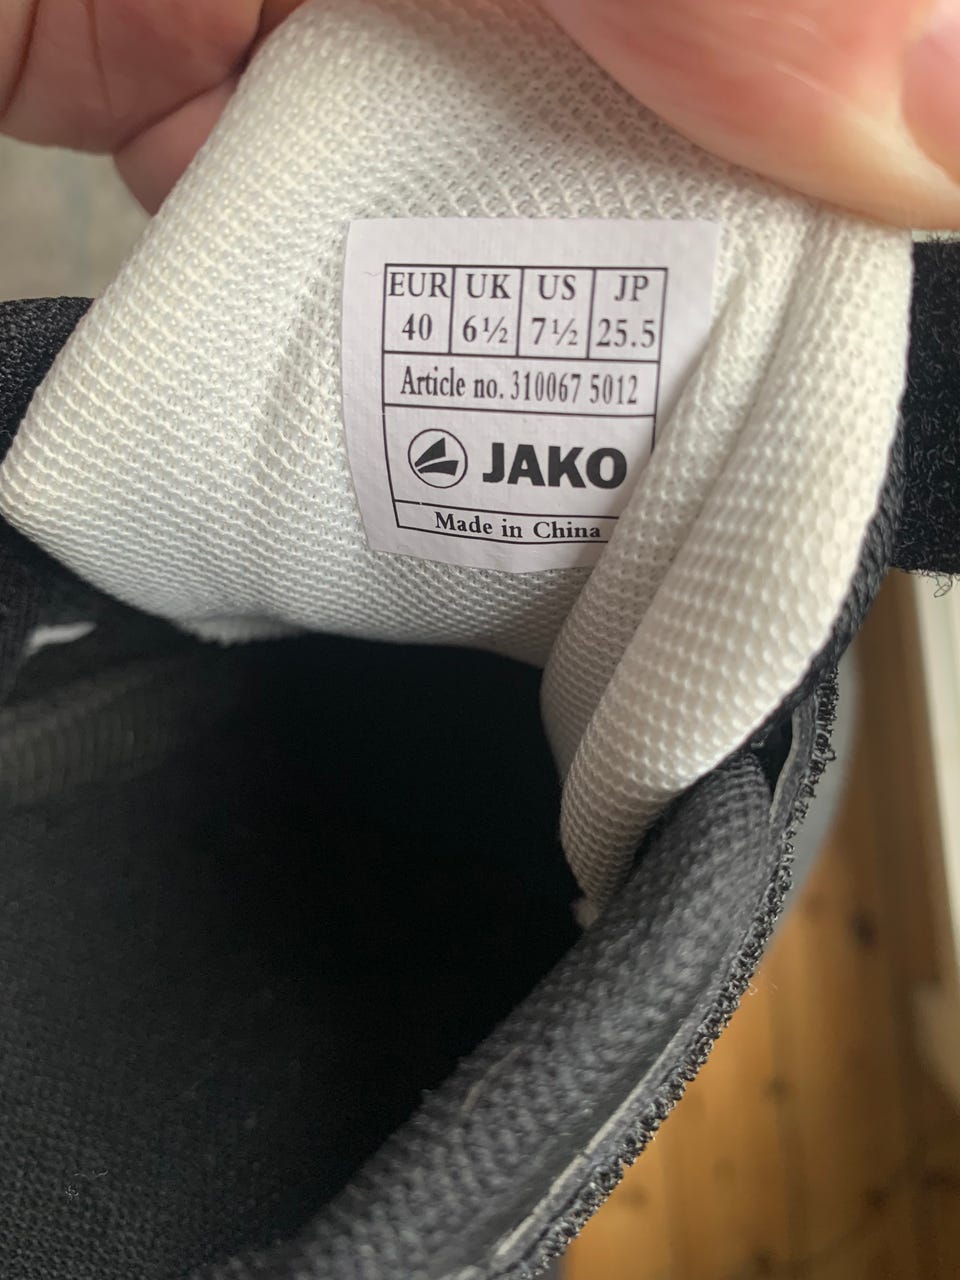 EUR UK US JP
40 6½ 7½ 25.5
Article no. 310067 5012
JAKO
Made in China